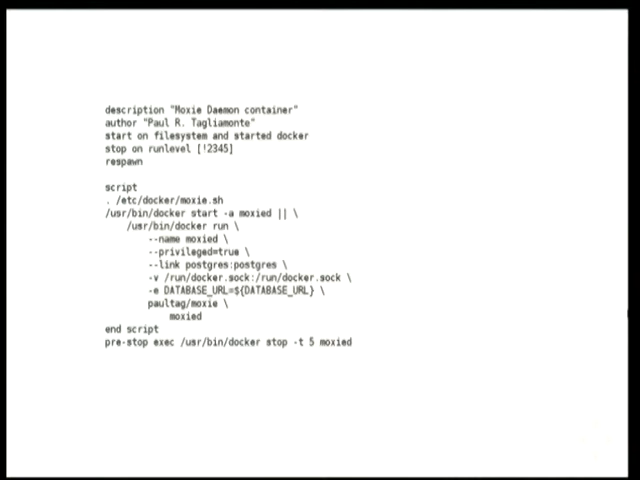 description "Moxie Daemon container"
author "Paul R. Tagliamonte"
start on filesystem and started docker
stop on runlevel [!2345]
respawn
script
. /etc/docker/moxie.sh
/usr/bin/docker start -a moxied || \
/usr/bin/docker run \
--name moxied \
--privileged=true \
--link postgres:postgres \
-v /run/docker.sock:/run/docker.sock \
-e DATABASE_URL=${DATABASE_URL} \
paultag/moxie \
moxied
end script
pre-stop exec /usr/bin/docker stop -t 5 moxied